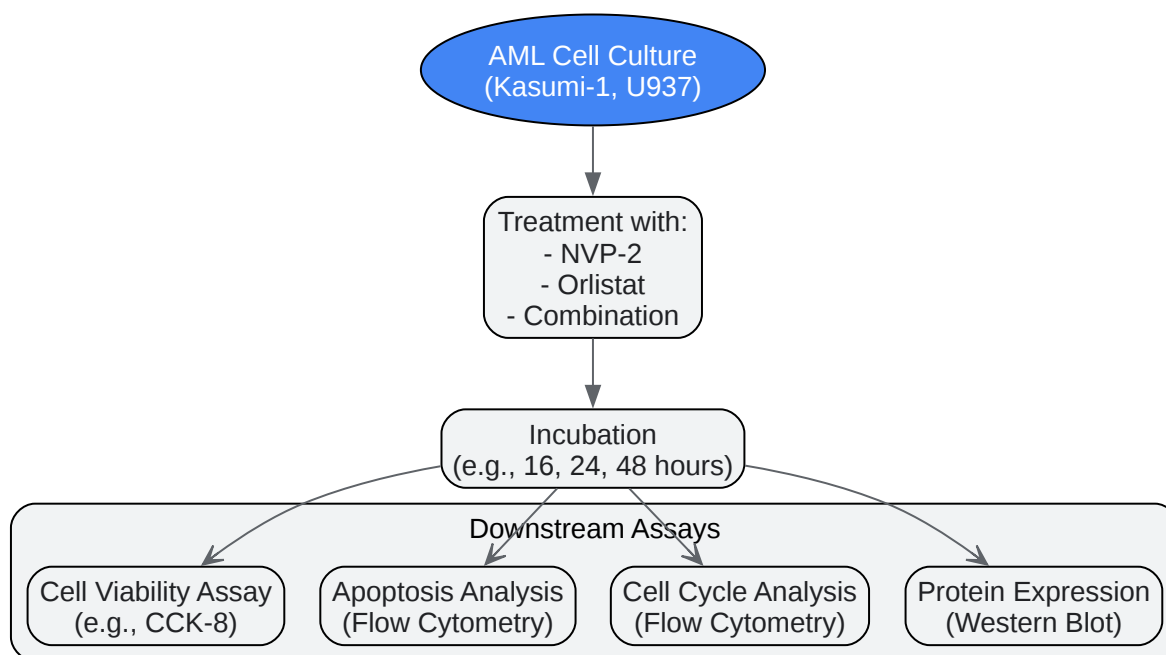 AML Cell Culture
(Kasumi-1, U937)
Treatment with:
- NVP-2
- Orlistat
- Combination
Incubation
(e.g., 16, 24, 48 hours)
Downstream Assays
Cell Viability Assay
(e.g., CCK-8)
Apoptosis Analysis
(Flow Cytometry)
Cell Cycle Analysis
(Flow Cytometry)
Protein Expression
(Western Blot)